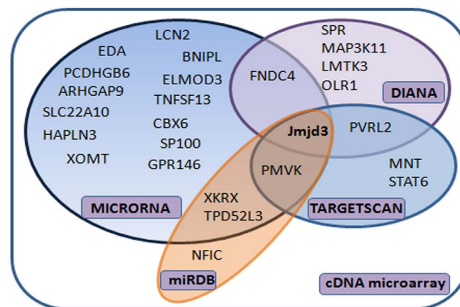 LCN2
EDA
BNIPL
PCDHGB6
ELMOD3
ARHGAP9
TNFSF13
SLC22A10
CBX6
HAPLN3
SP100
XOMT
GPR146
MICRORNA
FNDC4
SPR
MAP3K11
LMTK3
OLR1
DIANA
Jmjd3
PVRL2
PMVK
MNT
STAT6
TARGETSCAN
XKRX
TPD52L3
NFIC
miRDB
cDNA microarray